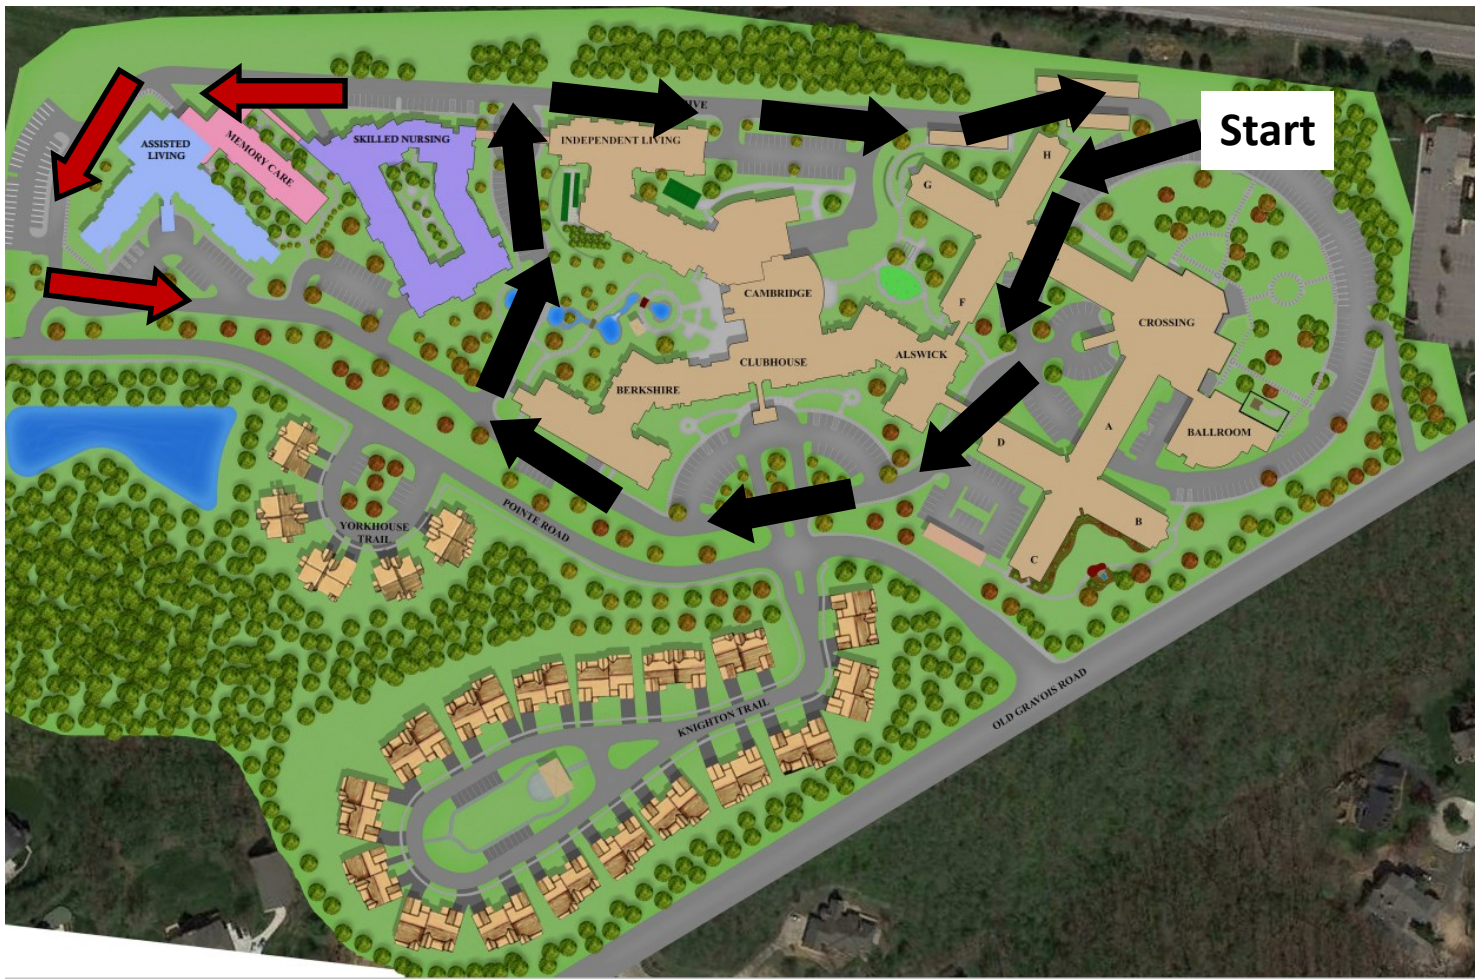 Start
IVE
ASSISTED
LIVING
MEMORY CARE
SKILLED NURSING
INDEPENDENT LIVING
H
G
F
CAMBRIDGE
CROSSING
CLUBHOUSE
ALSWICK
BERKSHIRE
A
BALLROOM
D
B
C
POINTE ROAD
YORKHOUSE
TRAIL
KNIGHTON TRAIL
OLD GRAVOIS ROAD